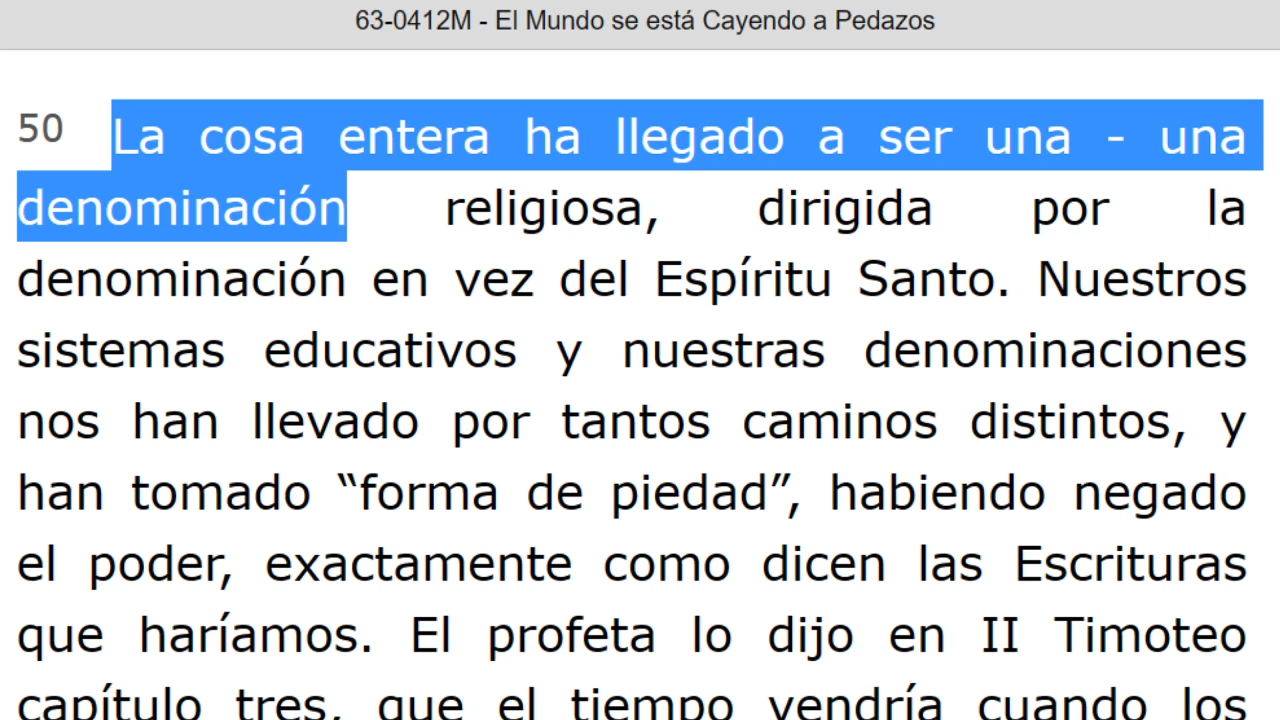 63-0412M - El Mundo se está Cayendo a Pedazos
50 La cosa entera ha llegado a ser una - una
denominación religiosa, dirigida por la
denominación en vez del Espíritu Santo. Nuestros
sistemas educativos y nuestras denominaciones
nos han llevado por tantos caminos distintos, y
han tomado “forma de piedad”, habiendo negado
el poder, exactamente como dicen las Escrituras
que haríamos. El profeta lo dijo en II Timoteo
capítulo tres, que el tiempo vendría cuando los